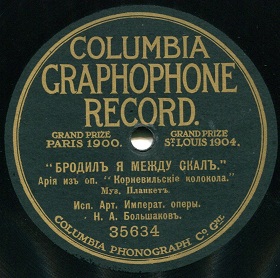 COLUMBIA
GRAPHOPHONE
RECORD.
GRAND PRIZE
PARIS 1900.
GRAND PRIZE
ST LOUIS 1904.
"БРОДИЛЪ Я МЕЖДУ СКАЛЪ."
Арія изъ оп. "Корневильскіе колокола."
Муз. Планкетъ.
Исп. Арт. Императ. оперы.
Н. А. Большаковъ.
35634
COLUMBIA PHONOGRAPH CO. GNL